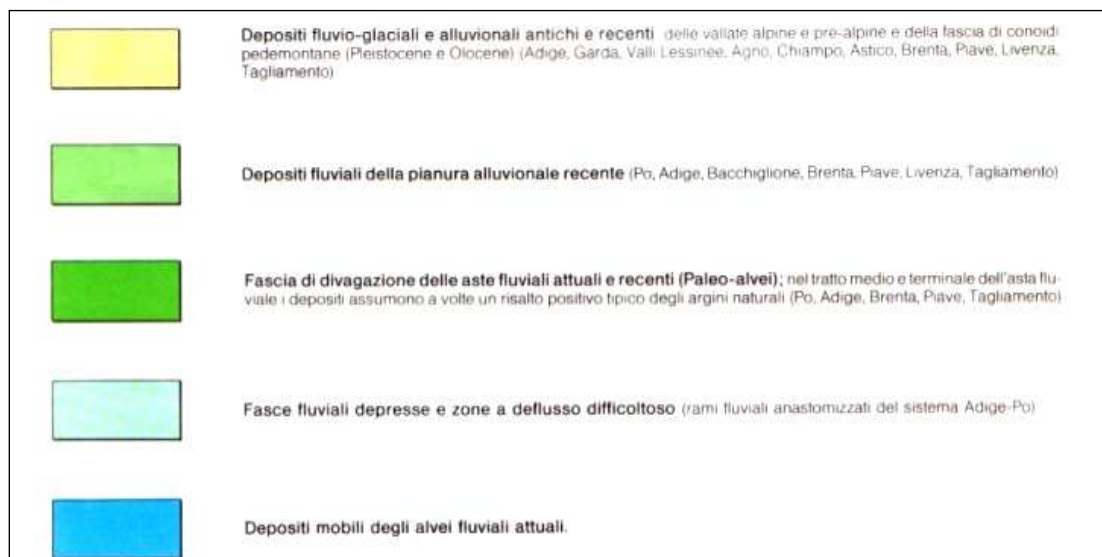 Depositi fluvio-glaciali e alluvionali antichi e recenti delle vallate alpine e pre-alpine e della fascia di conoidi
pedemontane (Pleistocene e Olocene) (Adige, Garda, Valli Lessinee, Agno, Chiampo, Astico, Brenta, Piave, Livenza,
Tagliamento)
Depositi fluviali della pianura alluvionale recente (Po, Adige, Bacchiglione, Brenta, Piave, Livenza, Tagliamento)
Fascia di divagazione delle aste fluviali attuali e recenti (Paleo-alvei); nel tratto medio e terminale dell'asta flu-
viale i depositi assumono a volte un risalto positivo tipico degli argini naturali (Po, Adige, Brenta, Piave, Tagliamento)
Fasce fluviali depresse e zone a deflusso difficoltoso (rami fluviali anastomizzati del sistema Adige-Po)
Depositi mobili degli alvei fluviali attuali.